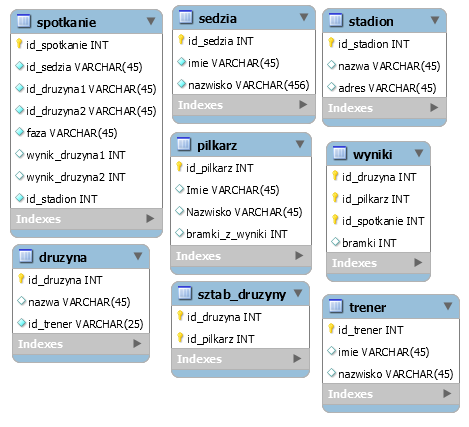 spotkanie
id_spotkanie INT
id_sedzia VARCHAR(45)
id_druzyna1 VARCHAR(45)
id_druzyna2 VARCHAR(45)
faza VARCHAR(45)
wynik_druzyna1 INT
wynik_druzyna2 INT
id_stadion INT
Indexes
sedzia
id_sedzia INT
imie VARCHAR(45)
nazwisko VARCHAR(456)
Indexes
stadion
id_stadion INT
nazwa VARCHAR(45)
adres VARCHAR(45)
Indexes
pilkarz
id_pilkarz INT
Imie VARCHAR(45)
Nazwisko VARCHAR(45)
bramki_z_wyniki INT
Indexes
wyniki
id_druzyna INT
id_pilkarz INT
id_spotkanie INT
bramki INT
Indexes
druzyna
id_druzyna INT
nazwa VARCHAR(45)
id_trener VARCHAR(25)
Indexes
sztab_druzyny
id_druzyna INT
id_pilkarz INT
Indexes
trener
id_trener INT
imie VARCHAR(45)
nazwisko VARCHAR(45)
Indexes